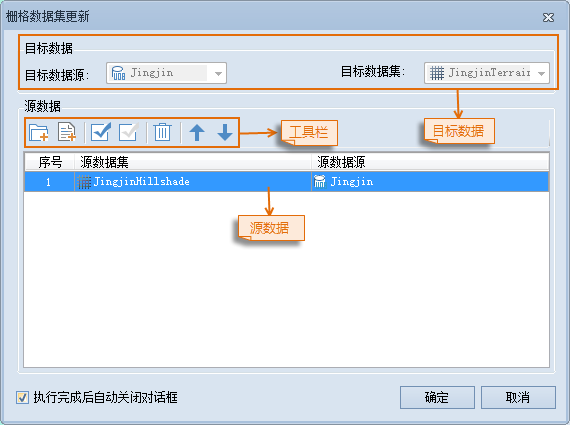 栅格数据集更新
目标数据
目标数据源： Jingjin 目标数据集： JingjinTerrain
源数据
工具栏 目标数据
序号 源数据集 源数据源
1 JingjinHillshade Jingjin
源数据
执行完成后自动关闭对话框 确定 取消